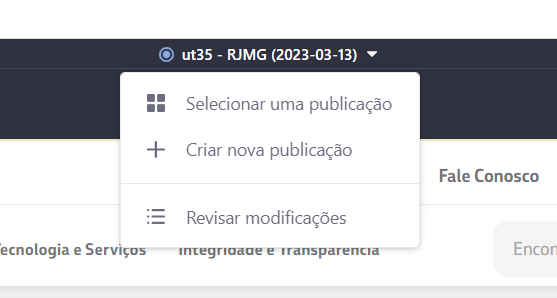 ut35 - RJMG (2023-03-13)
Selecionar uma publicação
Criar nova publicação
Fale Conosco
Revisar modificações
ecnologia e Serviços
Integridade e Transparência
Encon